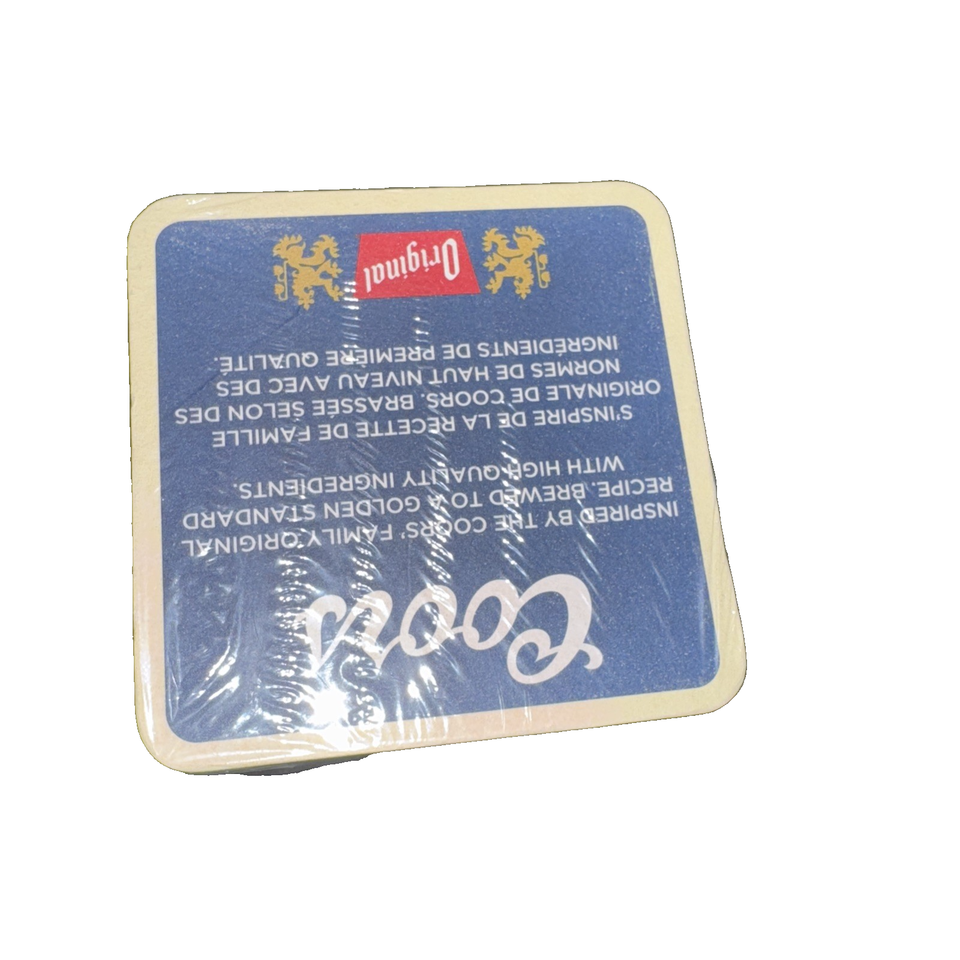 Coors
INSPIRED BY THE COORS' FAMILY ORIGINAL
RECIPE. BREWED TO A GOLDEN STANDARD
WITH HIGH-QUALITY INGREDIENTS.
S'INSPIRE DE LA RECETTE DE FAMILLE
ORIGINALE DE COORS. BRASSÉE SELON DES
NORMES DE HAUT NIVEAU AVEC DES
INGRÉDIENTS DE PREMIÈRE QUALITÉ.
Original